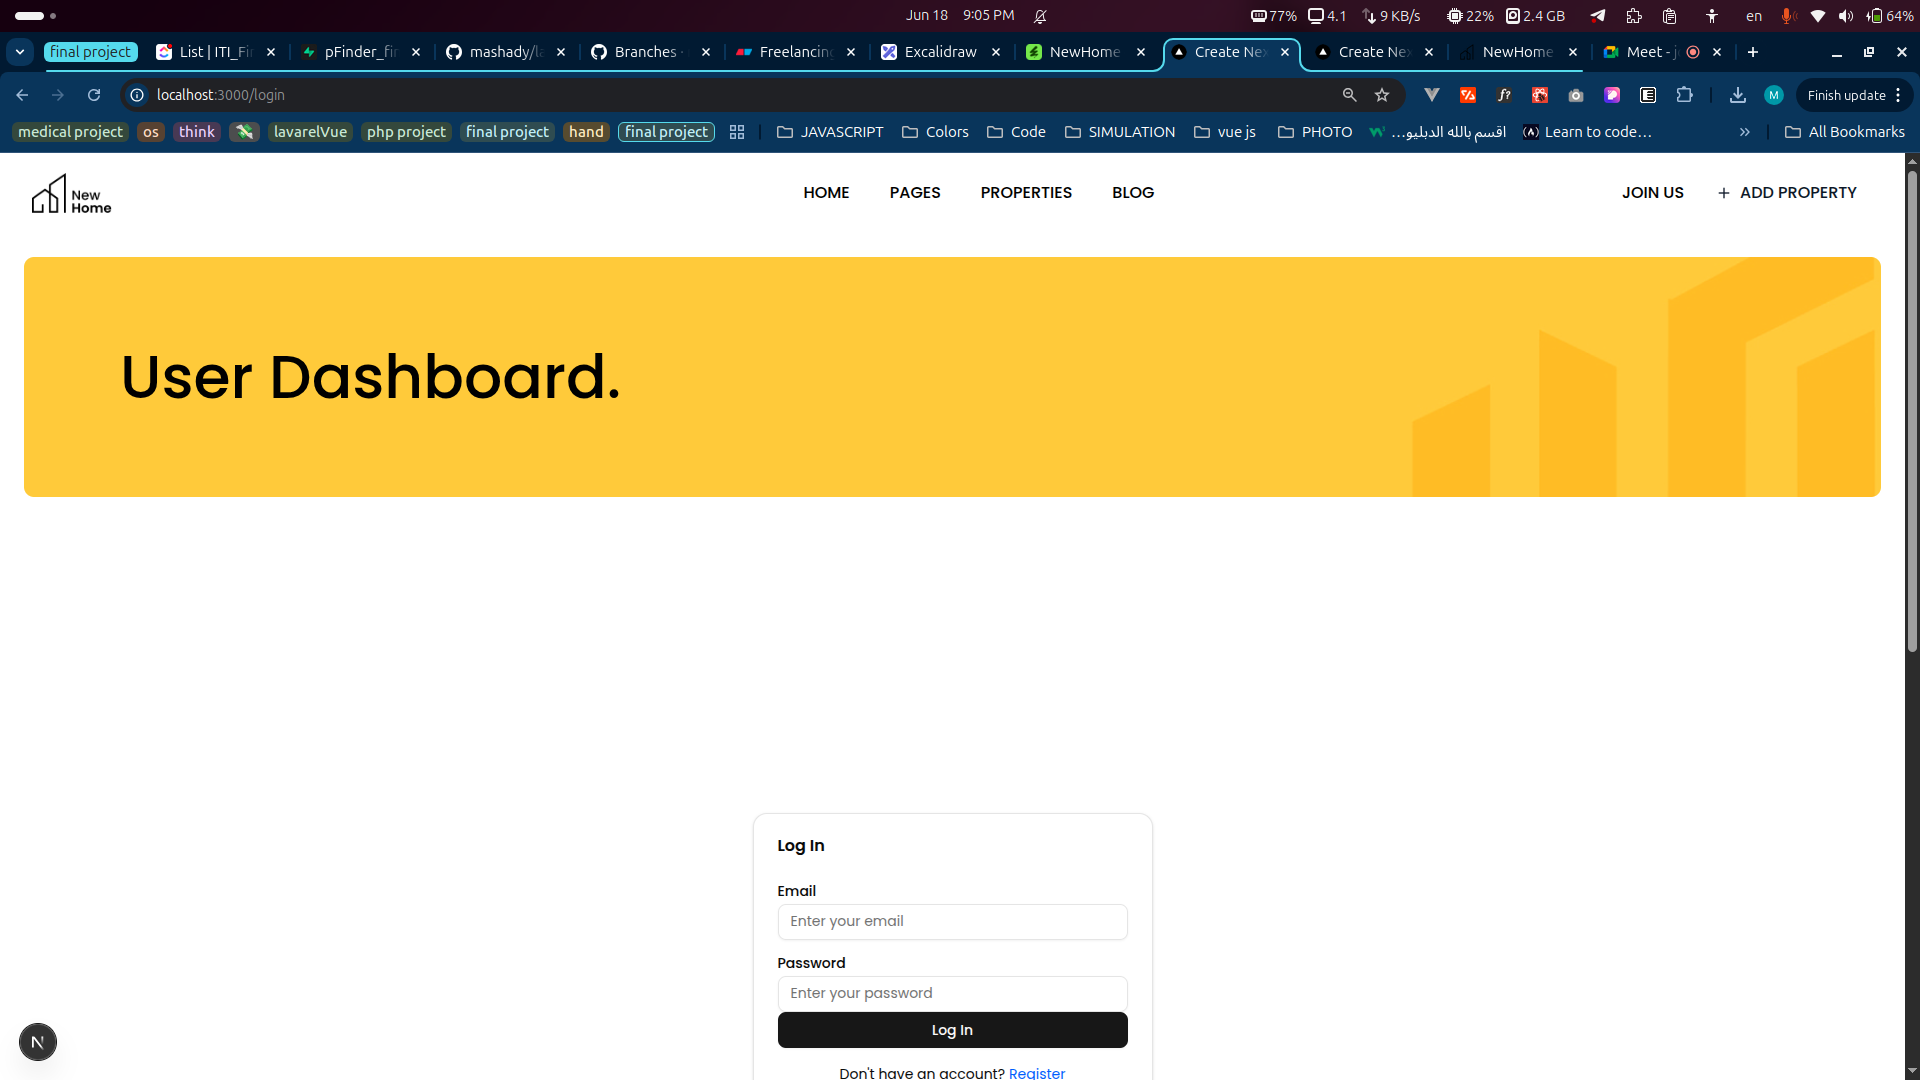 Jun 18 9:05 PM 77% 4.1 9 KB/s 22% 2.4 GB en 64%
final project List | ITI_Fi pFinder_fi mashady/l Branches · Freelancing Excalidraw NewHome Create Nex Create Nex NewHome Meet - j
localhost:3000/login M Finish update
medical project os think lavarelVue php project final project hand final project JAVASCRIPT Colors Code SIMULATION vue js PHOTO اقسم بالله الدبليو... Learn to code... All Bookmarks
New
Home
HOME PAGES PROPERTIES BLOG JOIN US + ADD PROPERTY
User Dashboard.
Log In
Email
Enter your email
Password
Enter your password
Log In
Don't have an account? Register
N